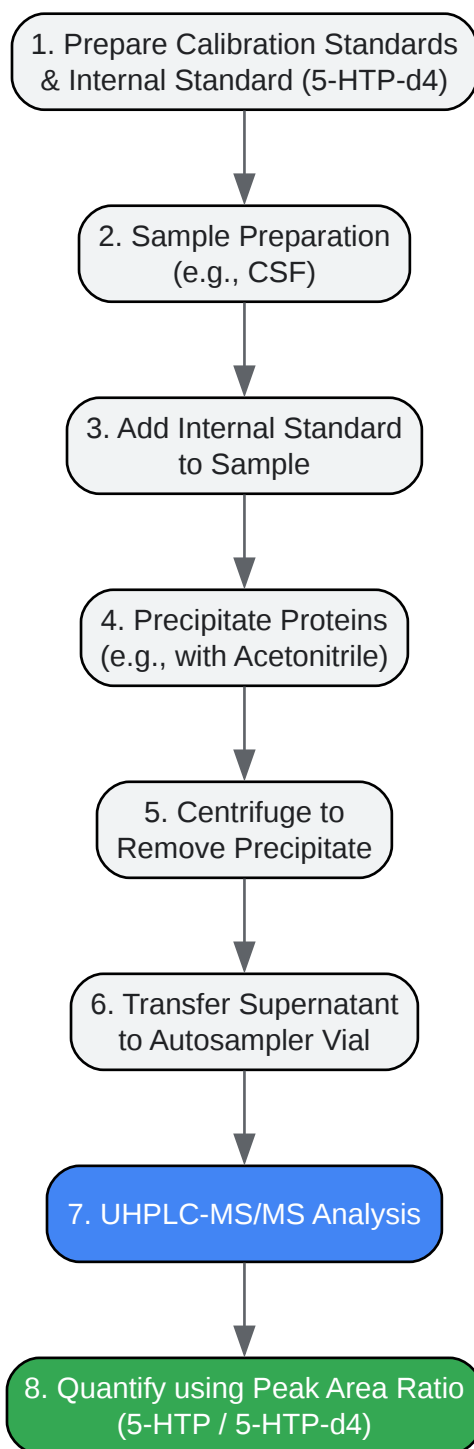 1. Prepare Calibration Standards
& Internal Standard (5-HTP-d4)
2. Sample Preparation
(e.g., CSF)
3. Add Internal Standard
to Sample
4. Precipitate Proteins
(e.g., with Acetonitrile)
5. Centrifuge to
Remove Precipitate
6. Transfer Supernatant
to Autosampler Vial
7. UHPLC-MS/MS Analysis
8. Quantify using Peak Area Ratio
(5-HTP / 5-HTP-d4)